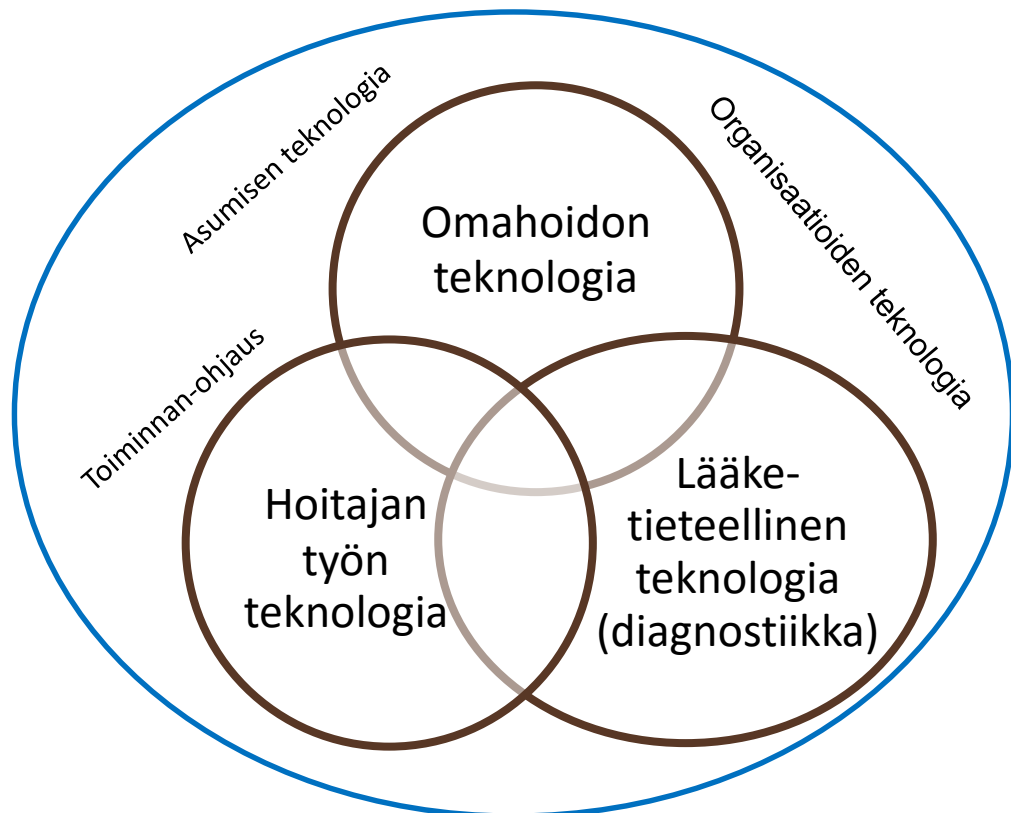 Asumisen teknologia
Organisaatioiden teknologia
Omahoidon
teknologia
Toiminnan-ohjaus
Hoitajan
työn
teknologia
Lääke-
tieteellinen
teknologia
(diagnostiikka)